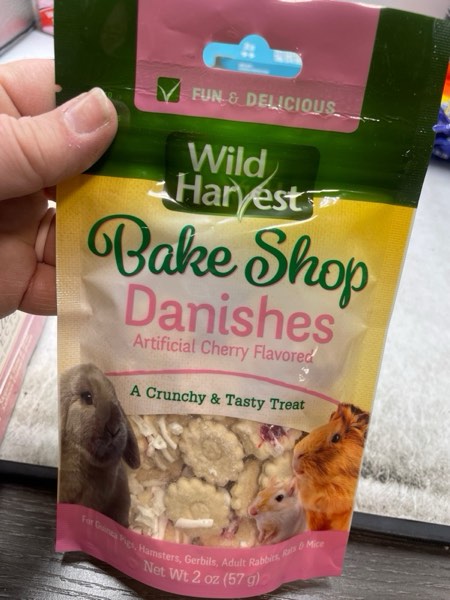 FUN & DELICIOUS
Wild
Harvest
Bake Shop
Danishes
Artificial Cherry Flavored
A Crunchy & Tasty Treat
For Guinea Pigs, Hamsters, Gerbils, Adult Rabbits, Rats & Mice
Net Wt 2 oz (57 g)